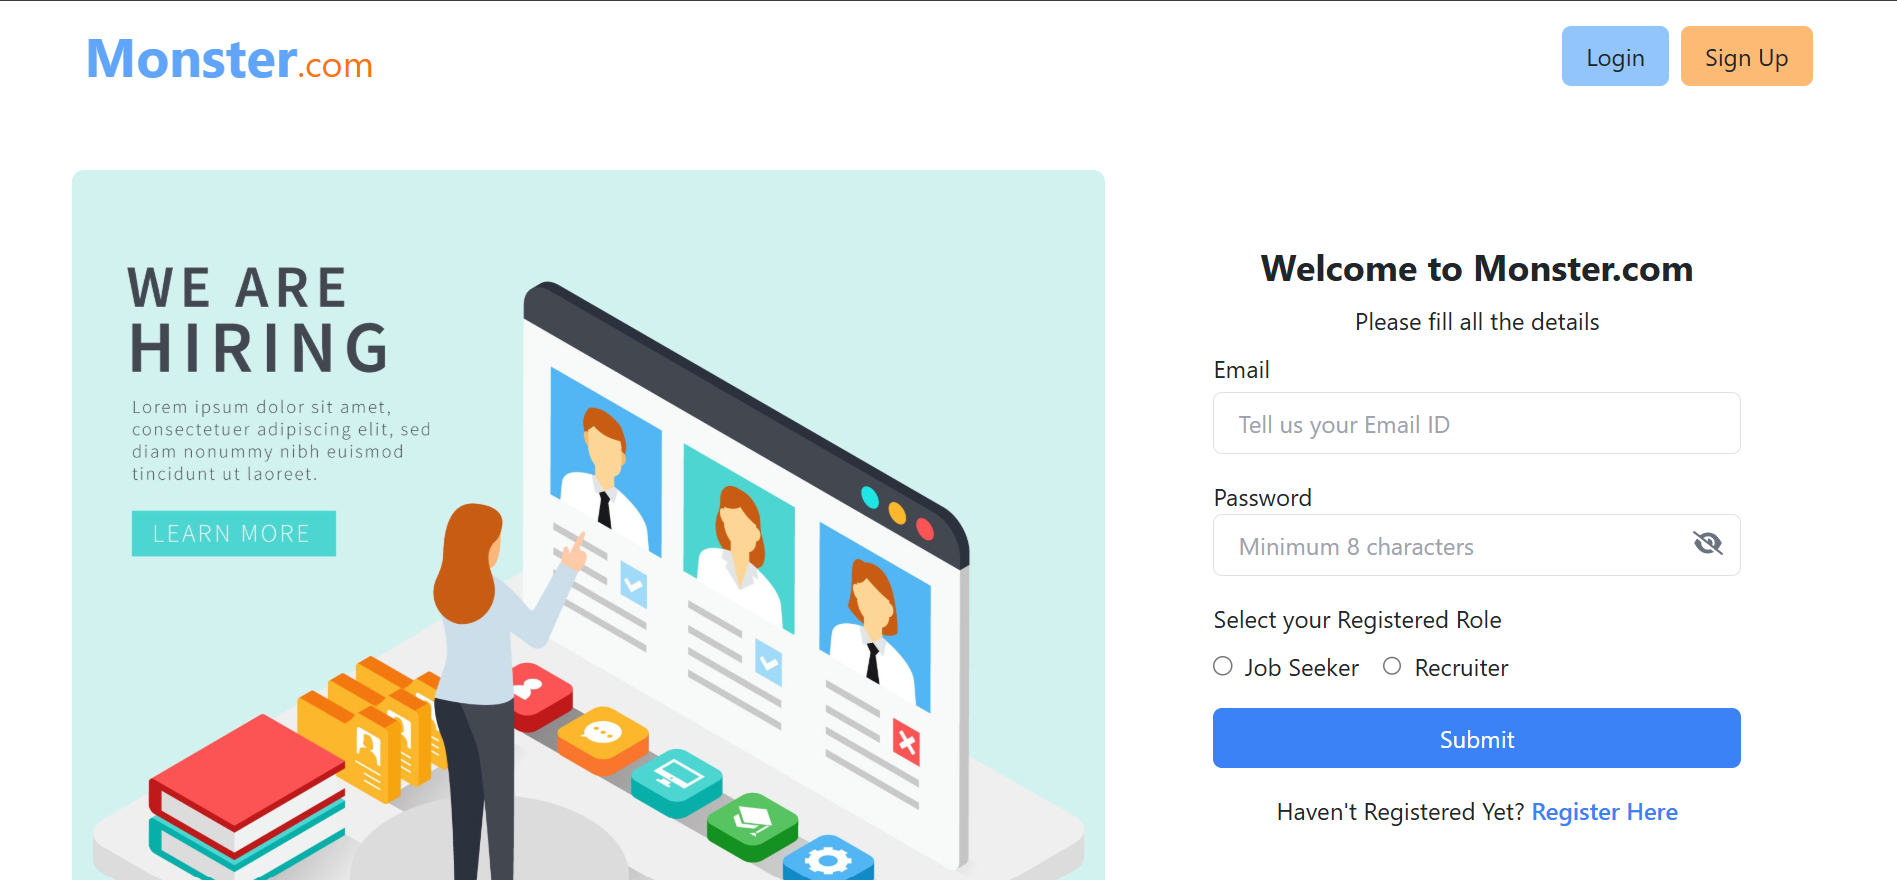 Monster.com
Login
Sign Up
WE ARE
HIRING
Lorem ipsum dolor sit amet,
consectetuer adipiscing elit, sed
diam nonummy nibh euismod
tincidunt ut laoreet.
LEARN MORE
Welcome to Monster.com
Please fill all the details
Email
Tell us your Email ID
Password
Minimum 8 characters
Select your Registered Role
Job Seeker
Recruiter
Submit
Haven't Registered Yet? Register Here